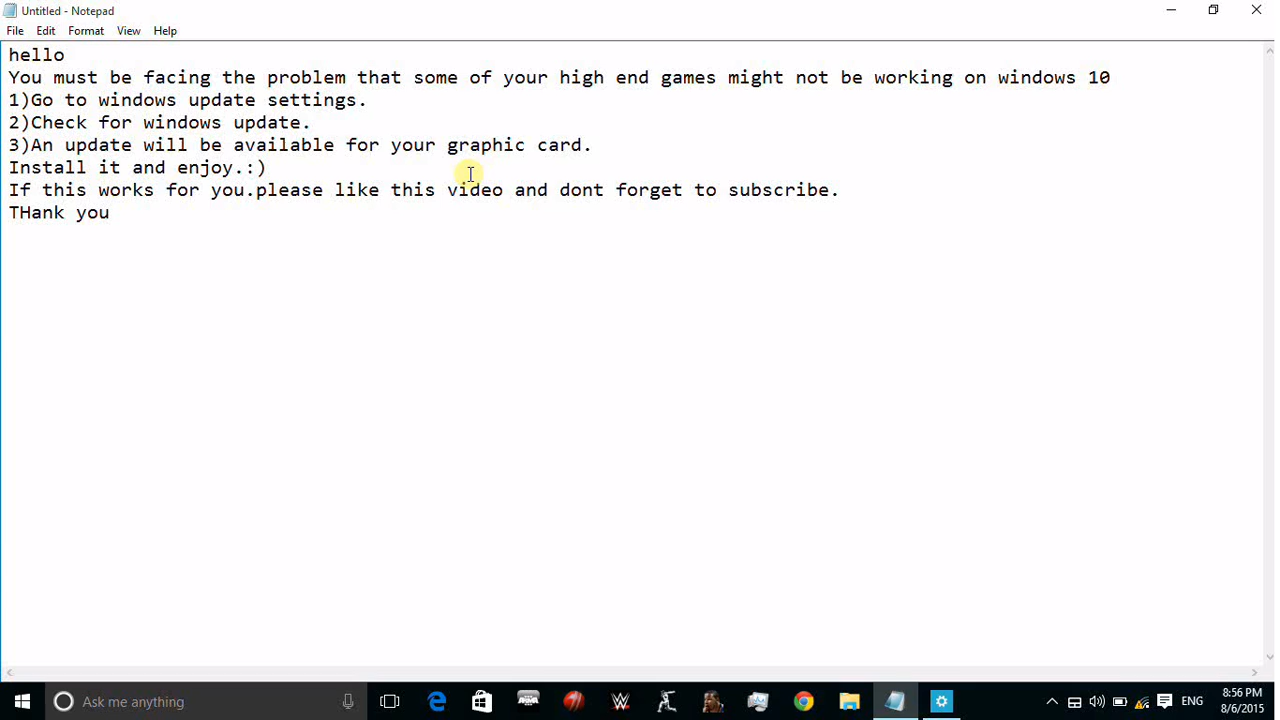 Untitled - Notepad
File Edit Format View Help
hello
You must be facing the problem that some of your high end games might not be working on windows 10
1)Go to windows update settings.
2)Check for windows update.
3)An update will be available for your graphic card.
Install it and enjoy.:)
If this works for you.please like this video and dont forget to subscribe.
THank you
Ask me anything
ENG
8:56 PM
8/6/2015